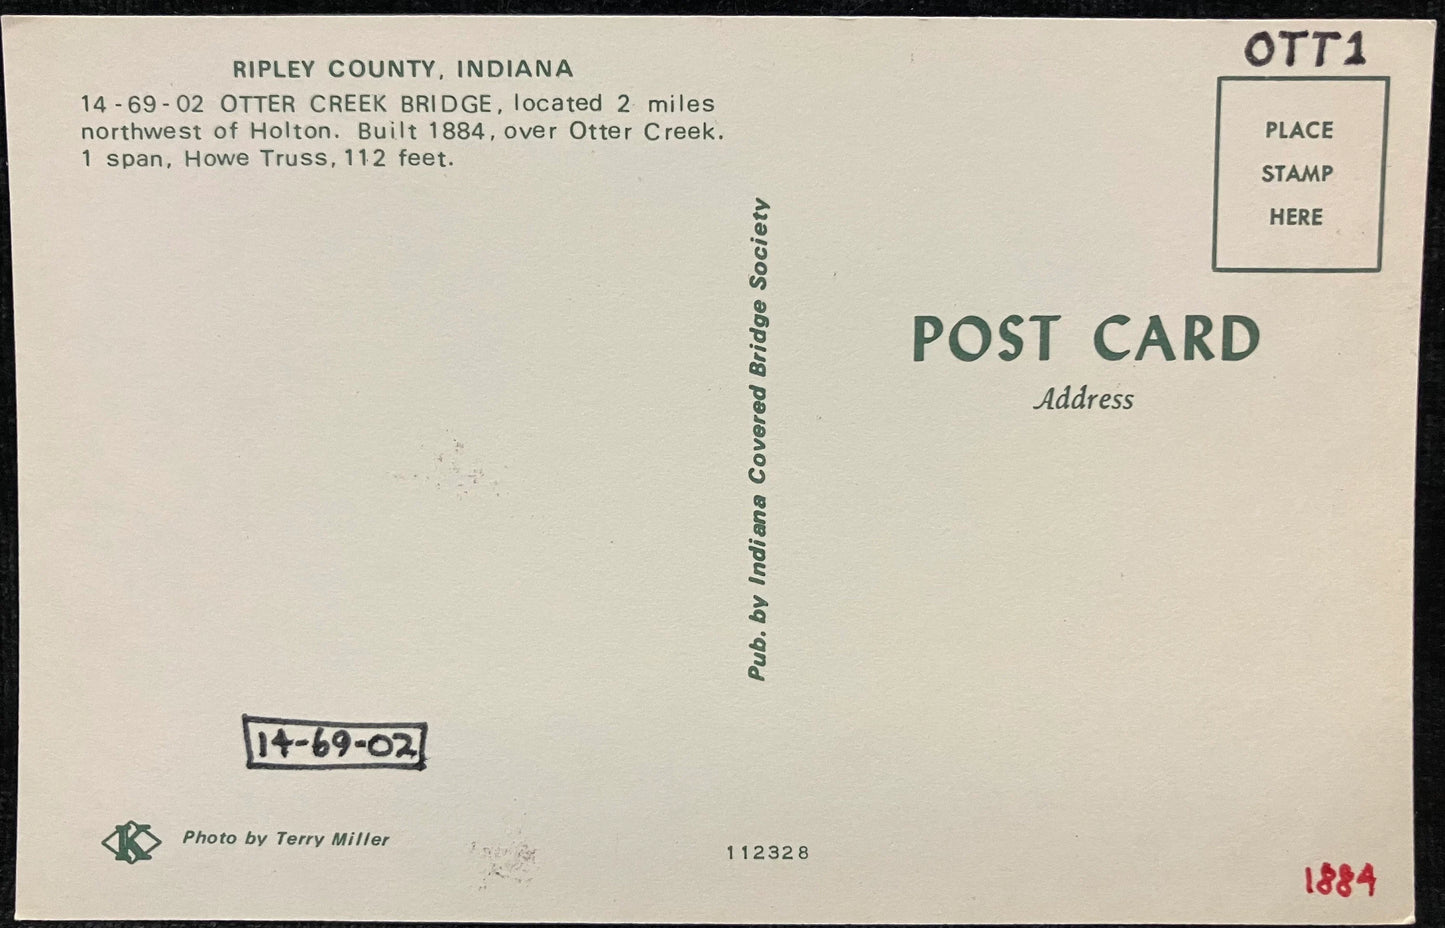 RIPLEY COUNTY, INDIANA
14-69-02 OTTER CREEK BRIDGE, located 2 miles
northwest of Holton. Built 1884, over Otter Creek.
1 span, Howe Truss, 112 feet.
14-69-02
K
Photo by Terry Miller
Pub. by Indiana Covered Bridge Society
112328
OTT1
PLACE
STAMP
HERE
POST CARD
Address
1884